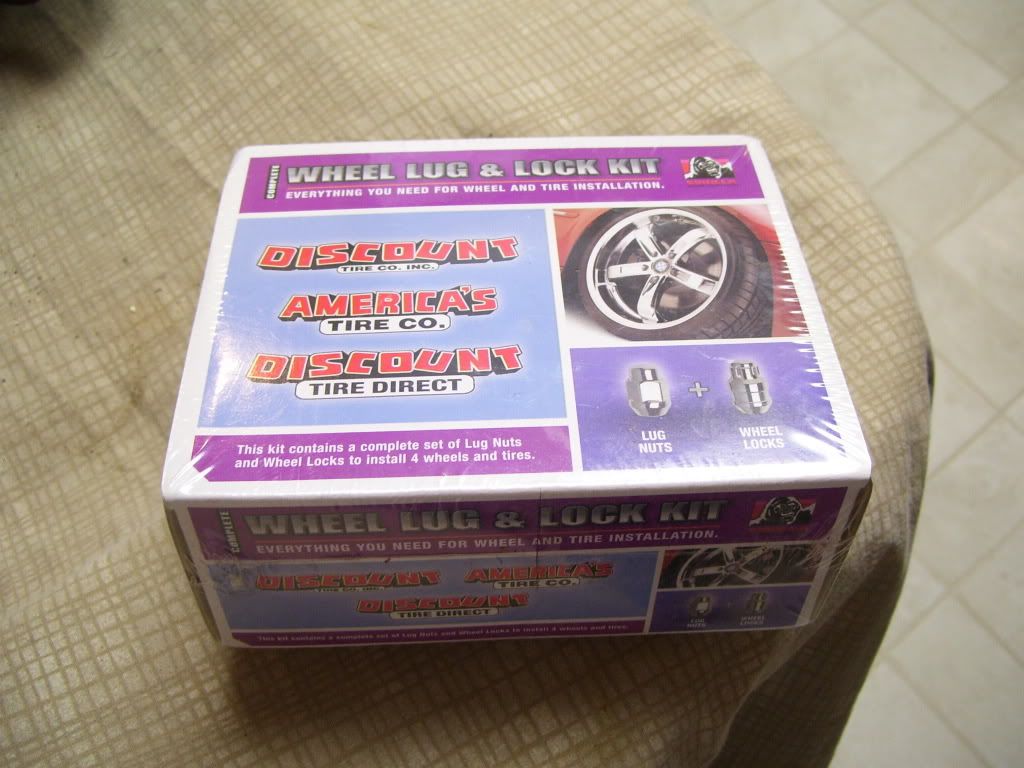 COMPLETE
WHEEL LUG & LOCK KIT
EVERYTHING YOU NEED FOR WHEEL AND TIRE INSTALLATION.
GORILLA
DISCOUNT
TIRE CO. INC.
AMERICA'S
TIRE CO.
DISCOUNT
TIRE DIRECT
LUG
NUTS
+
WHEEL
LOCKS
This kit contains a complete set of Lug Nuts
and Wheel Locks to install 4 wheels and tires.
COMPLETE
WHEEL LUG & LOCK KIT
EVERYTHING YOU NEED FOR WHEEL AND TIRE INSTALLATION.
DISCOUNT
TIRE CO. INC.
AMERICA'S
TIRE CO.
DISCOUNT
TIRE DIRECT
LUG
NUTS
WHEEL
LOCKS
This kit contains a complete set of Lug Nuts and Wheel Locks to install 4 wheels and tires.